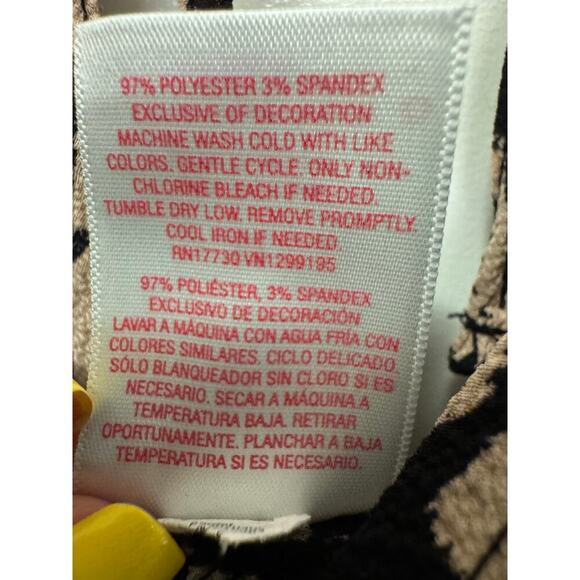 97% POLYESTER 3% SPANDEX
EXCLUSIVE OF DECORATION
MACHINE WASH COLD WITH LIKE
COLORS. GENTLE CYCLE. ONLY NON-
CHLORINE BLEACH IF NEEDED.
TUMBLE DRY LOW. REMOVE PROMPTLY.
COOL IRON IF NEEDED.
RN17730 VN1299195
97% POLIÉSTER, 3% SPANDEX
EXCLUSIVO DE DECORACIÓN
LAVAR A MÁQUINA CON AGUA FRÍA CON
COLORES SIMILARES. CICLO DELICADO.
SÓLO BLANQUEADOR SIN CLORO SI ES
NECESARIO. SECAR A MÁQUINA A
TEMPERATURA BAJA. RETIRAR
OPORTUNAMENTE. PLANCHAR A BAJA
TEMPERATURA SI ES NECESARIO.